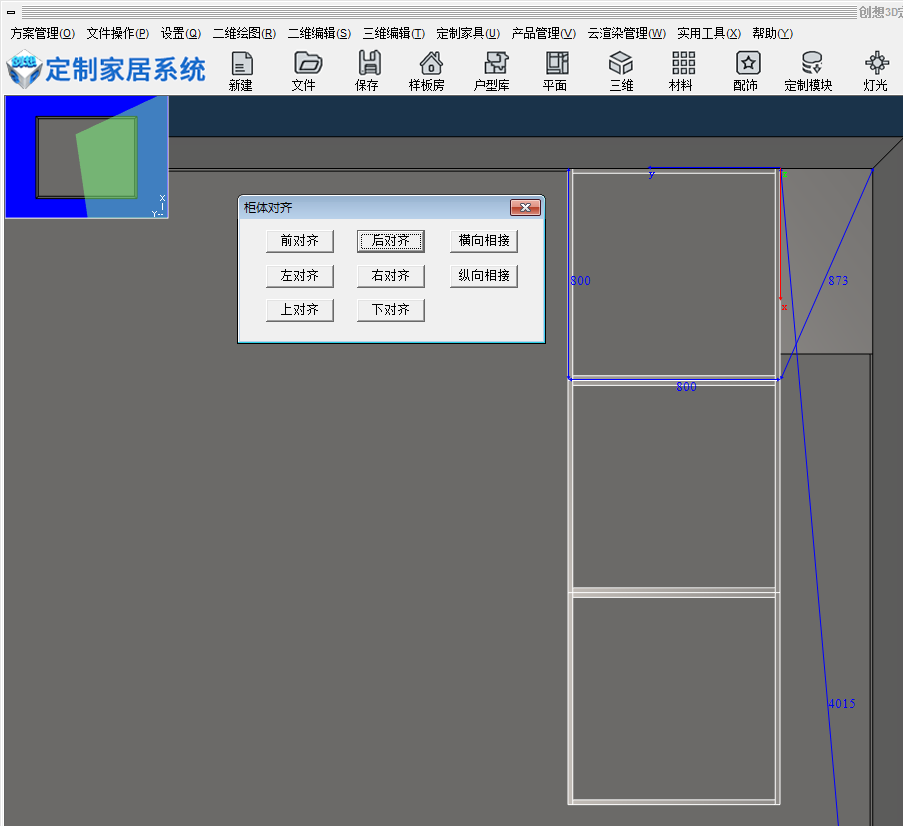 创想3D定
方案管理(O) 文件操作(P) 设置(Q) 二维绘图(R) 二维编辑(S) 三维编辑(T) 定制家具(U) 产品管理(V) 云渲染管理(W) 实用工具(X) 帮助(Y)
创想 定制家居系统
新建 文件 保存 样板房 户型库 平面 三维 材料 配饰 定制模块 灯光
X
Y
y
z
柜体对齐
前对齐 后对齐 横向相接
左对齐 右对齐 纵向相接
上对齐 下对齐
800
873
x
800
4015